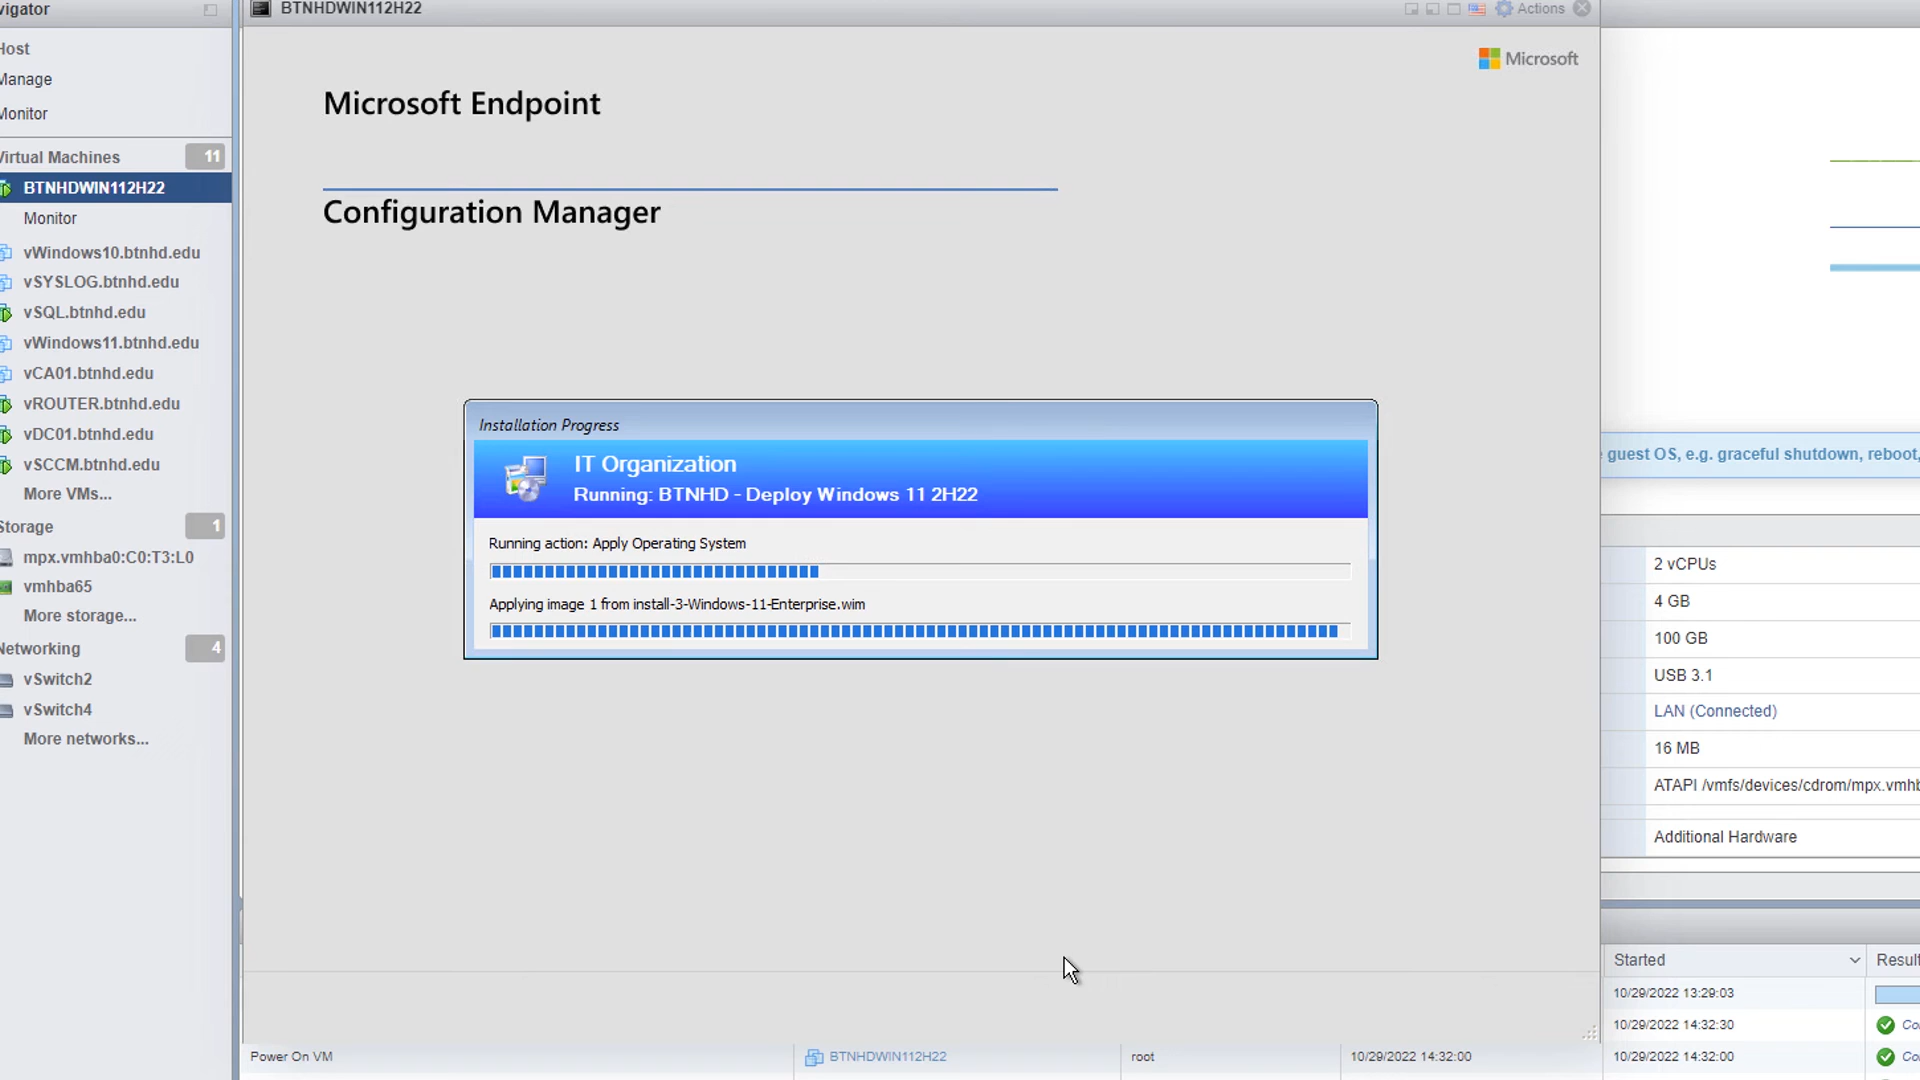 vigator
Host
Manage
Monitor
Virtual Machines 11
BTNHDWIN112H22
Monitor
vWindows10.btnhd.edu
vSYSLOG.btnhd.edu
vSQL.btnhd.edu
vWindows11.btnhd.edu
vCA01.btnhd.edu
vROUTER.btnhd.edu
vDC01.btnhd.edu
vSCCM.btnhd.edu
More VMs...
Storage 1
mpx.vmhba0:C0:T3:L0
vmhba65
More storage...
Networking 4
vSwitch2
vSwitch4
More networks...
BTNHDWIN112H22
Actions
Microsoft
Microsoft Endpoint
Configuration Manager
Installation Progress
IT Organization
Running: BTNHD - Deploy Windows 11 2H22
Running action: Apply Operating System
Applying image 1 from install-3-Windows-11-Enterprise.wim
guest OS, e.g. graceful shutdown, reboot,
2 vCPUs
4 GB
100 GB
USB 3.1
LAN (Connected)
16 MB
ATAPI /vmfs/devices/cdrom/mpx.vmhb
Additional Hardware
Started Result
10/29/2022 13:29:03
10/29/2022 14:32:30 Co
Power On VM BTNHDWIN112H22 root 10/29/2022 14:32:00 10/29/2022 14:32:00 Co